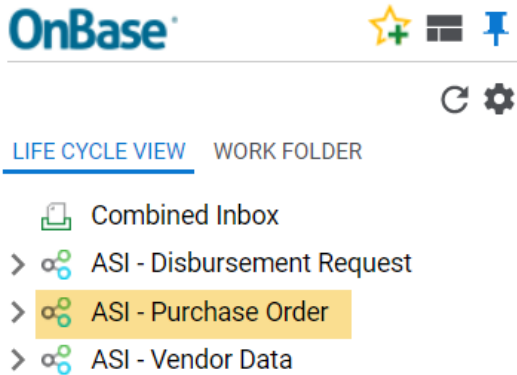 OnBase
LIFE CYCLE VIEW WORK FOLDER
Combined Inbox
ASI - Disbursement Request
ASI - Purchase Order
ASI - Vendor Data